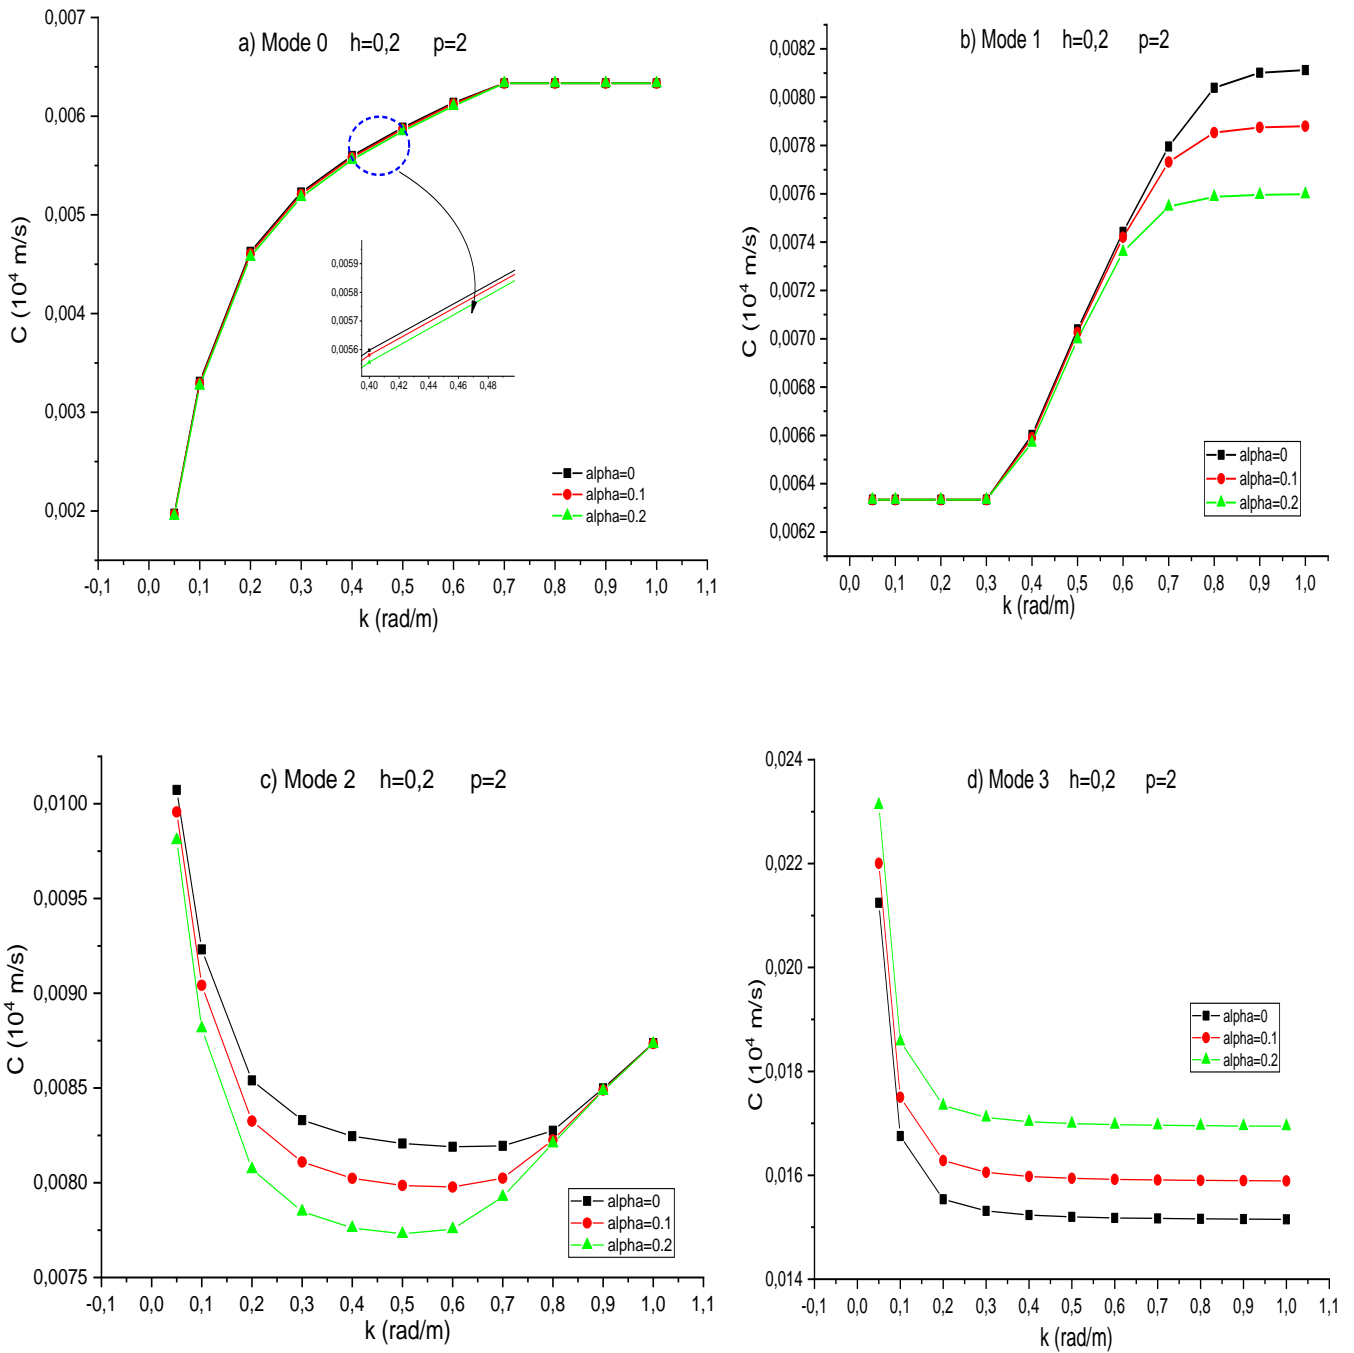 a) Mode 0 h=0,2 p=2
C (10⁴ m/s)
0,007
0,006
0,005
0,004
0,003
0,002
0,0059
0,0058
0,0057
0,0056
0,40 0,42 0,44 0,46 0,48
alpha=0
alpha=0.1
alpha=0.2
-0,1 0,0 0,1 0,2 0,3 0,4 0,5 0,6 0,7 0,8 0,9 1,0 1,1
k (rad/m)
b) Mode 1 h=0,2 p=2
C (10⁴ m/s)
0,0082
0,0080
0,0078
0,0076
0,0074
0,0072
0,0070
0,0068
0,0066
0,0064
0,0062
alpha=0
alpha=0.1
alpha=0.2
0,0 0,1 0,2 0,3 0,4 0,5 0,6 0,7 0,8 0,9 1,0
k (rad/m)
c) Mode 2 h=0,2 p=2
C (10⁴ m/s)
0,0100
0,0095
0,0090
0,0085
0,0080
0,0075
alpha=0
alpha=0.1
alpha=0.2
-0,1 0,0 0,1 0,2 0,3 0,4 0,5 0,6 0,7 0,8 0,9 1,0 1,1
k (rad/m)
d) Mode 3 h=0,2 p=2
C (10⁴ m/s)
0,024
0,022
0,020
0,018
0,016
0,014
alpha=0
alpha=0.1
alpha=0.2
-0,1 0,0 0,1 0,2 0,3 0,4 0,5 0,6 0,7 0,8 0,9 1,0 1,1
k (rad/m)